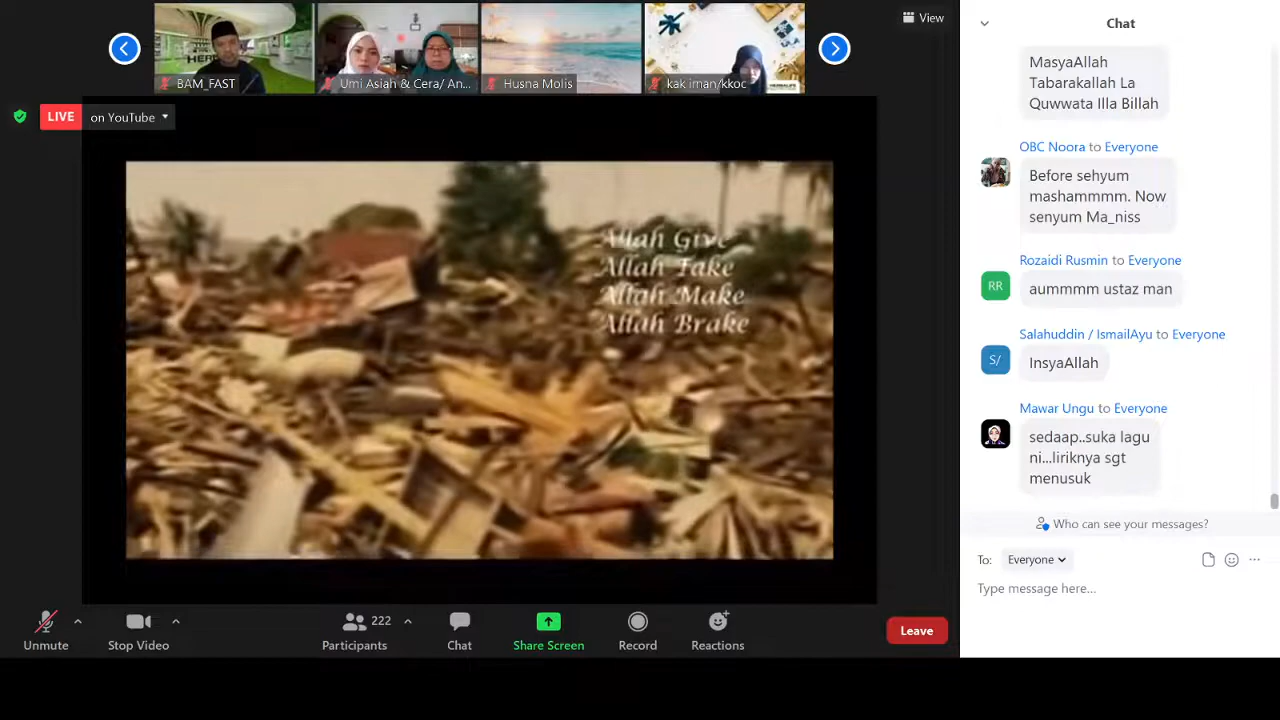 View
BAM_FAST
Umi Asiah & Cera/ An...
Husna Molis
kak iman/kkoc
LIVE on YouTube
Allah Give
Allah Take
Allah Make
Allah Brake
Unmute
Stop Video
222
Participants
Chat
Share Screen
Record
Reactions
Leave
Chat
MasyaAllah
Tabarakallah La
Quwwata Illa Billah
OBC Noora to Everyone
Before sehyum
mashammmm. Now
senyum Ma_niss
Rozaidi Rusmin to Everyone
RR
aummmm ustaz man
Salahuddin / IsmailAyu to Everyone
S/
InsyaAllah
Mawar Ungu to Everyone
sedaap..suka lagu
ni...liriknya sgt
menusuk
Who can see your messages?
To: Everyone
Type message here...